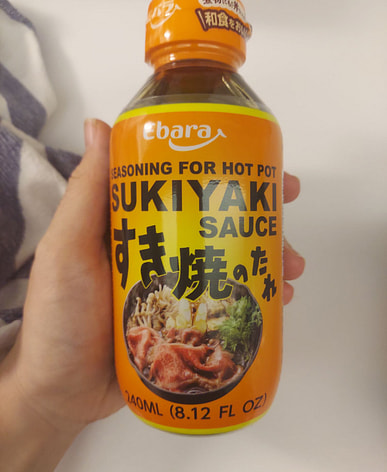 和食をお
Ebara
SEASONING FOR HOT POT
SUKIYAKI
SAUCE
すき焼のたれ
240ML (8.12 FL OZ)